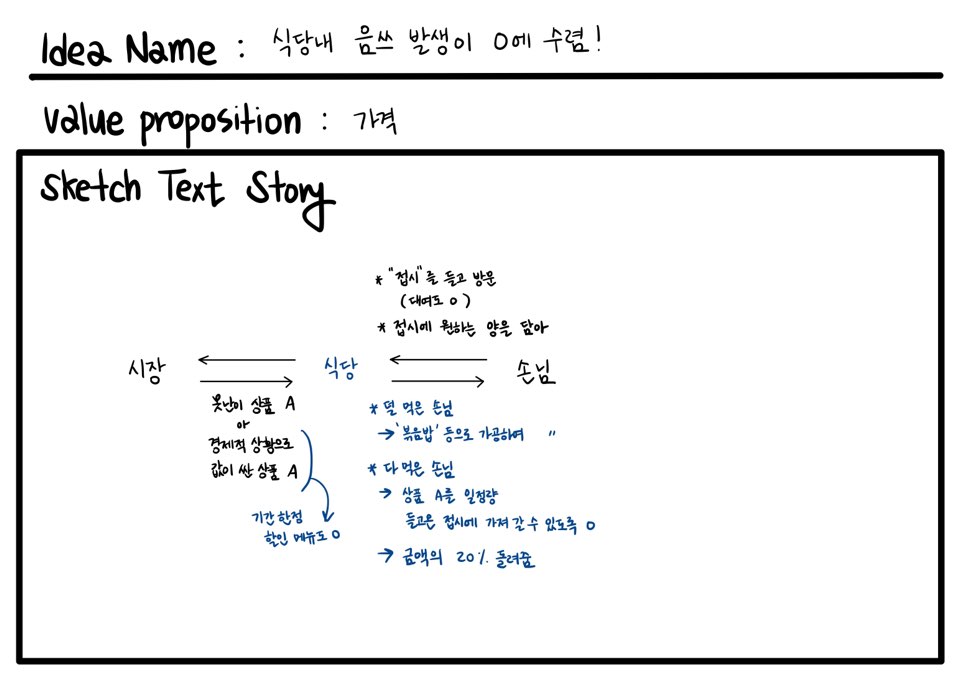 Idea Name : 식당내 음쓰 발생이 0에 수렴!
Value proposition : 가격
Sketch Text Story
* "접시"를 들고 방문
(대여도 O)
* 접시에 원하는 양을 담아
시장
식당
손님
못난이 상품 A
or
경제적 상황으로
값이 싼 상품 A
기간 한정
할인 메뉴도 O
* 덜 먹은 손님
→ '볶음밥' 등으로 가공하여 〃
* 다 먹은 손님
→ 상품 A를 일정량
들고온 접시에 가져 갈 수 있도록 O
→ 금액의 20% 돌려줌